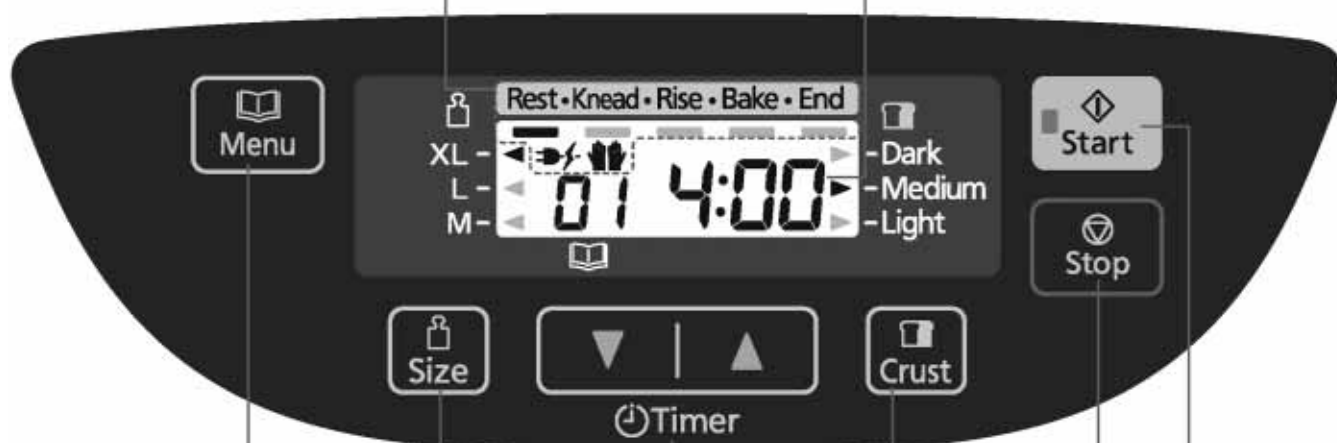 Rest•Knead•Rise•Bake•End
Menu
XL
L
M
01 4:00
Dark
Medium
Light
Start
Stop
Size
Timer
Crust